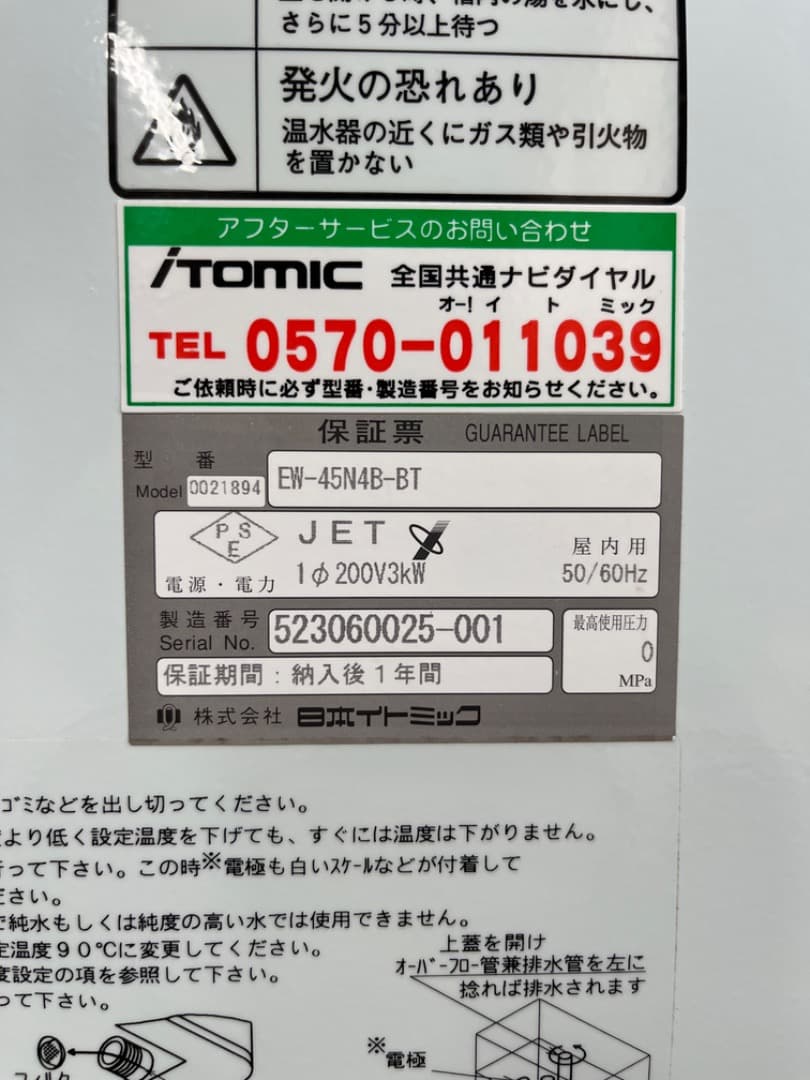 さらに５分以上待つ
発火の恐れあり
温水器の近くにガス類や引火物
を置かない
アフターサービスのお問い合わせ
iTOMIC 全国共通ナビダイヤル
オー! イ ト ミック
TEL 0570-011039
ご依頼時に必ず型番・製造番号をお知らせください。
保証票 GUARANTEE LABEL
型 番
Model 0021894 EW-45N4B-BT
PSE JET
屋内用
電源・電力 1φ200V3kW 50/60Hz
製造番号
Serial No. 523060025-001
最高使用圧力
0
MPa
保証期間：納入後１年間
株式会社 日本イトミック
ゴミなどを出し切ってください。
より低く設定温度を下げても、すぐには温度は下がりません。
って下さい。この時※電極も白いスケールなどが付着して
ださい。
純水もしくは純度の高い水では使用できません。
定温度９０℃に変更してください。
度設定の項を参照して下さい。
って下さい。
上蓋を開け
オーバーフロー管兼排水管を左に
捻れば排水されます
※
電極
フィルタ